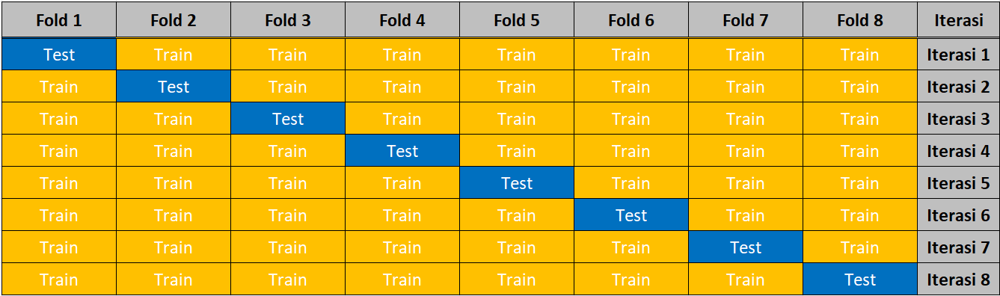 Fold 1 Fold 2 Fold 3 Fold 4 Fold 5 Fold 6 Fold 7 Fold 8 Iterasi
Test Train Train Train Train Train Train Train Iterasi 1
Train Test Train Train Train Train Train Train Iterasi 2
Train Train Test Train Train Train Train Train Iterasi 3
Train Train Train Test Train Train Train Train Iterasi 4
Train Train Train Train Test Train Train Train Iterasi 5
Train Train Train Train Train Test Train Train Iterasi 6
Train Train Train Train Train Train Test Train Iterasi 7
Train Train Train Train Train Train Train Test Iterasi 8